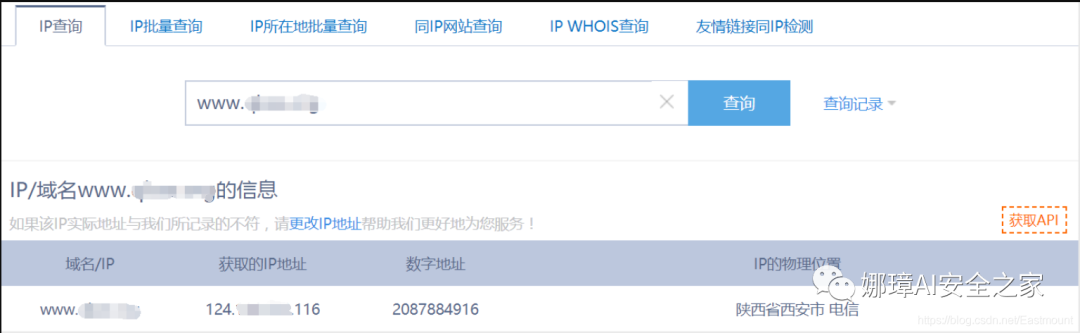 IP查询 IP批量查询 IP所在地批量查询 同IP网站查询 IP WHOIS查询 友情链接同IP检测
www. 查询 查询记录
IP/域名www.的信息
如果该IP实际地址与我们所记录的不符，请更改IP地址帮助我们更好地为您服务！ 获取API
域名/IP 获取的IP地址 数字地址 IP的物理位置
www. 124. .116 2087884916 陕西省西安市 电信
娜璋AI安全之家
https://blog.csdn.net/Eastmount